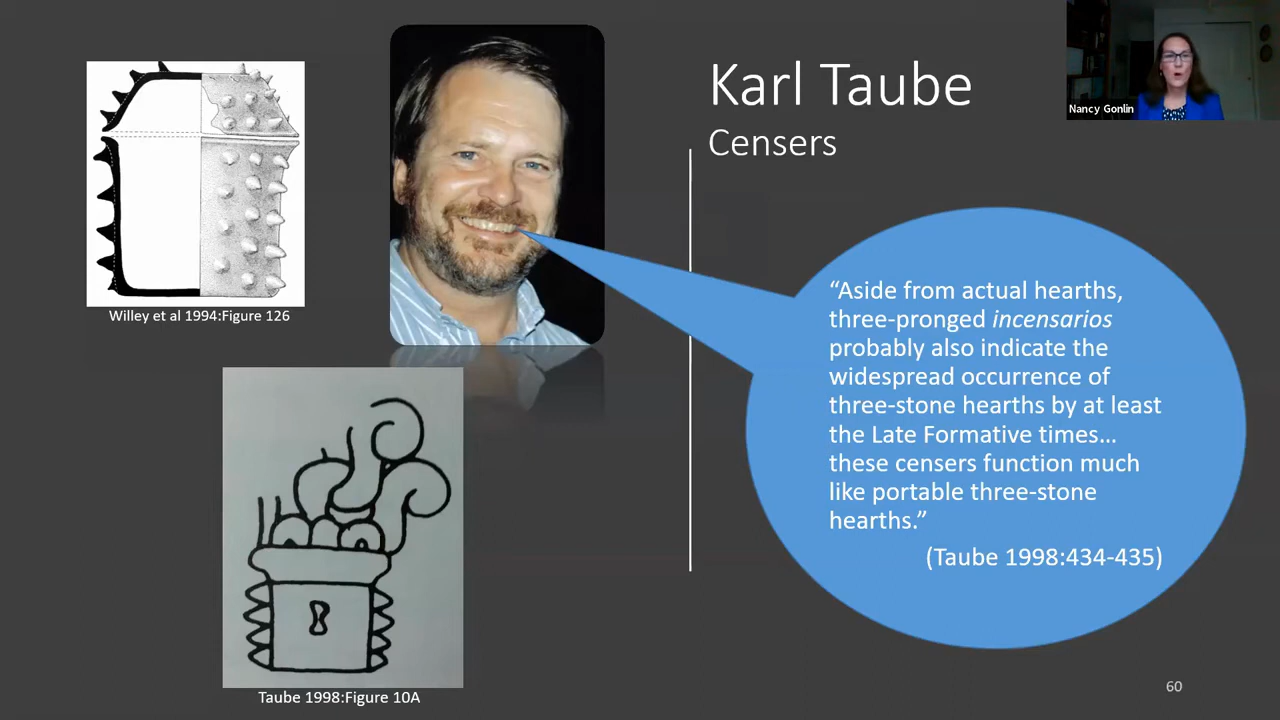 Karl Taube
Censers
Nancy Gonlin
Willey et al 1994:Figure 126
“Aside from actual hearths,
three-pronged incensarios
probably also indicate the
widespread occurrence of
three-stone hearths by at least
the Late Formative times…
these censers function much
like portable three-stone
hearths.”
(Taube 1998:434-435)
Taube 1998:Figure 10A
60